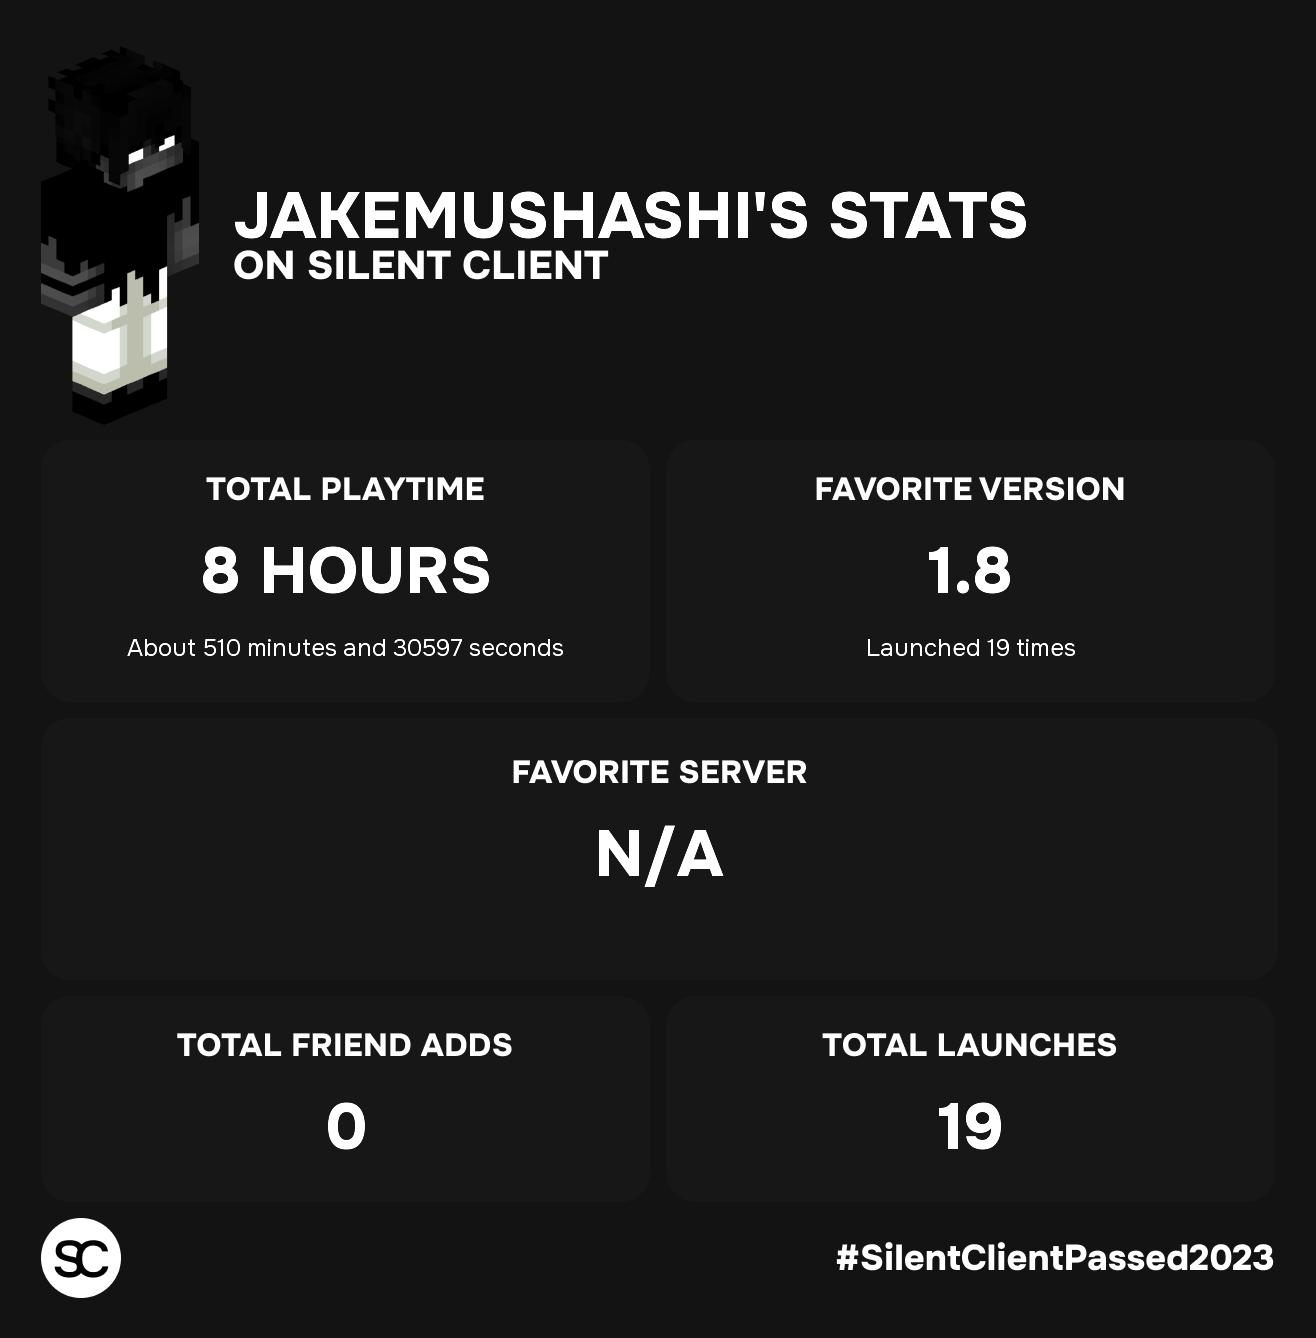 JAKEMUSHASHI'S STATS
ON SILENT CLIENT
TOTAL PLAYTIME
8 HOURS
About 510 minutes and 30597 seconds
FAVORITE VERSION
1.8
Launched 19 times
FAVORITE SERVER
N/A
TOTAL FRIEND ADDS
0
TOTAL LAUNCHES
19
SC
#SilentClientPassed2023